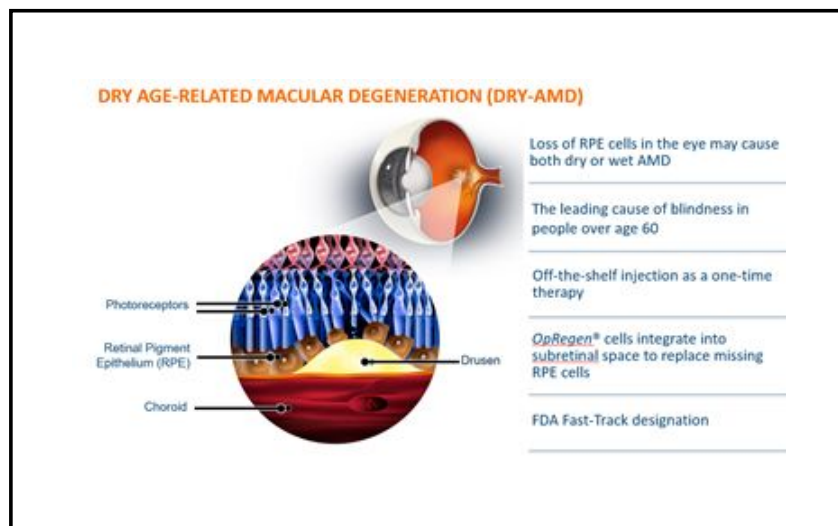 DRY AGE-RELATED MACULAR DEGENERATION (DRY-AMD)
Photoreceptors
Retinal Pigment
Epithelium (RPE)
Choroid
Drusen
Loss of RPE cells in the eye may cause
both dry or wet AMD
The leading cause of blindness in
people over age 60
Off-the-shelf injection as a one-time
therapy
OpRegen® cells integrate into
subretinal space to replace missing
RPE cells
FDA Fast-Track designation